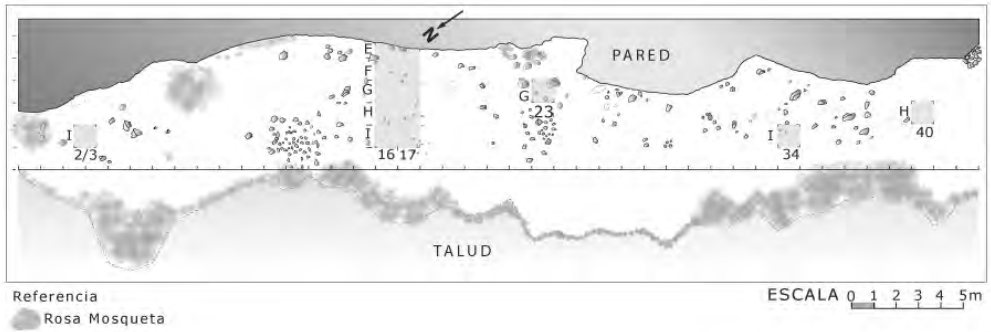 N
PARED
E
F
G
H
I
16 17
G
23
I
2/3
I
34
H
40
TALUD
Referencia
Rosa Mosqueta
ESCALA 0 1 2 3 4 5m